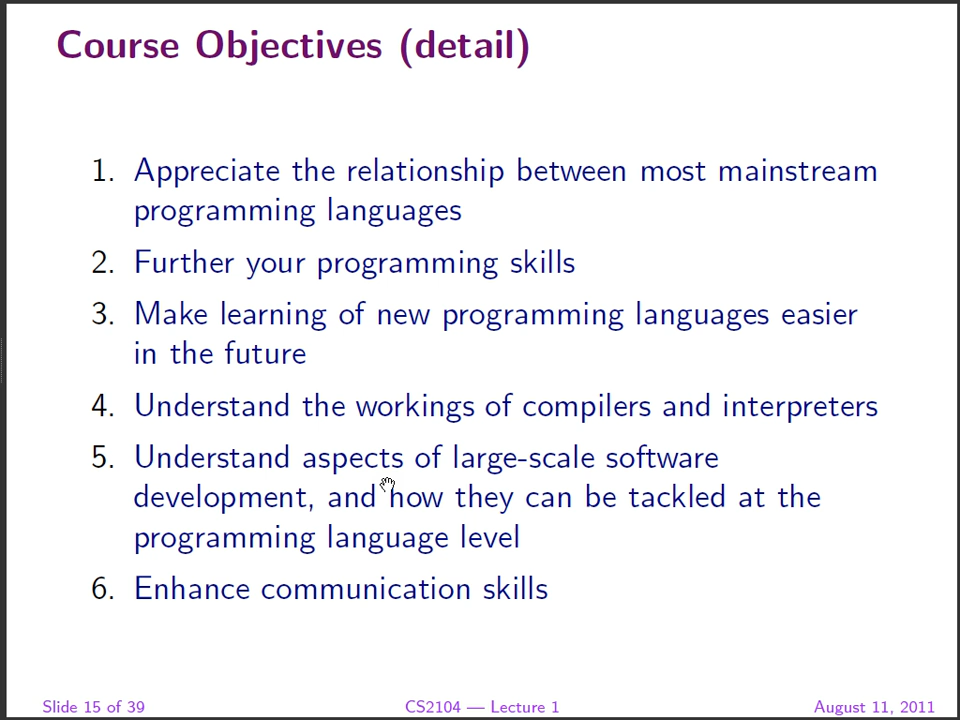 Course Objectives (detail)
1. Appreciate the relationship between most mainstream
programming languages
2. Further your programming skills
3. Make learning of new programming languages easier
in the future
4. Understand the workings of compilers and interpreters
5. Understand aspects of large-scale software
development, and how they can be tackled at the
programming language level
6. Enhance communication skills
Slide 15 of 39 CS2104 — Lecture 1 August 11, 2011